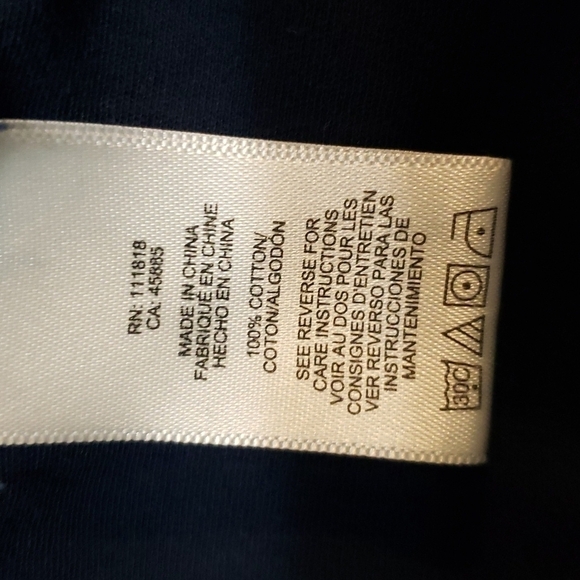 RN: 111818
CA: 45885
MADE IN CHINA
FABRIQUÉ EN CHINE
HECHO EN CHINA
100% COTTON/
COTON/ALGODÓN
SEE REVERSE FOR
CARE INSTRUCTIONS
VOIR AU DOS POUR LES
CONSIGNES D'ENTRETIEN
VER REVERSO PARA LAS
INSTRUCCIONES DE
MANTENIMIENTO
30C